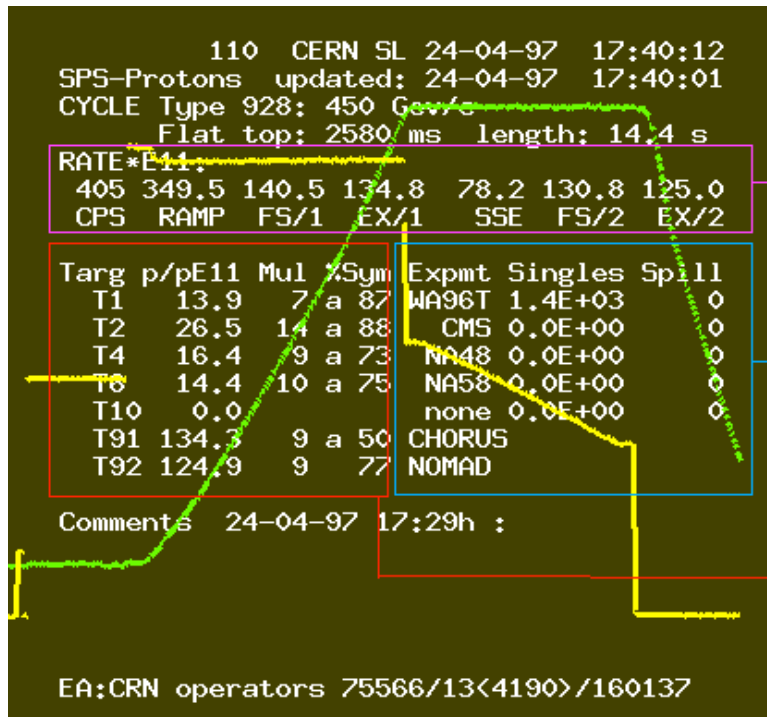 110 CERN SL 24-04-97 17:40:12
SPS-Protons updated: 24-04-97 17:40:01
CYCLE Type 928: 450 Gev/c
Flat top: 2580 ms length: 14.4 s
RATE*E11:
405 349.5 140.5 134.8 78.2 130.8 125.0
CPS RAMP FS/1 EX/1 SSE FS/2 EX/2
Targ p/pE11 Mul %Sym Expmt Singles Spill
T1 13.9 7 a 87 WA96T 1.4E+03 0
T2 26.5 14 a 88 CMS 0.0E+00 0
T4 16.4 9 a 73 NA48 0.0E+00 0
T6 14.4 10 a 75 NA58 0.0E+00 0
T10 0.0 none 0.0E+00 0
T91 134.3 9 a 50 CHORUS
T92 124.9 9 77 NOMAD
Comments 24-04-97 17:29h :
EA:CRN operators 75566/13<4190>/160137